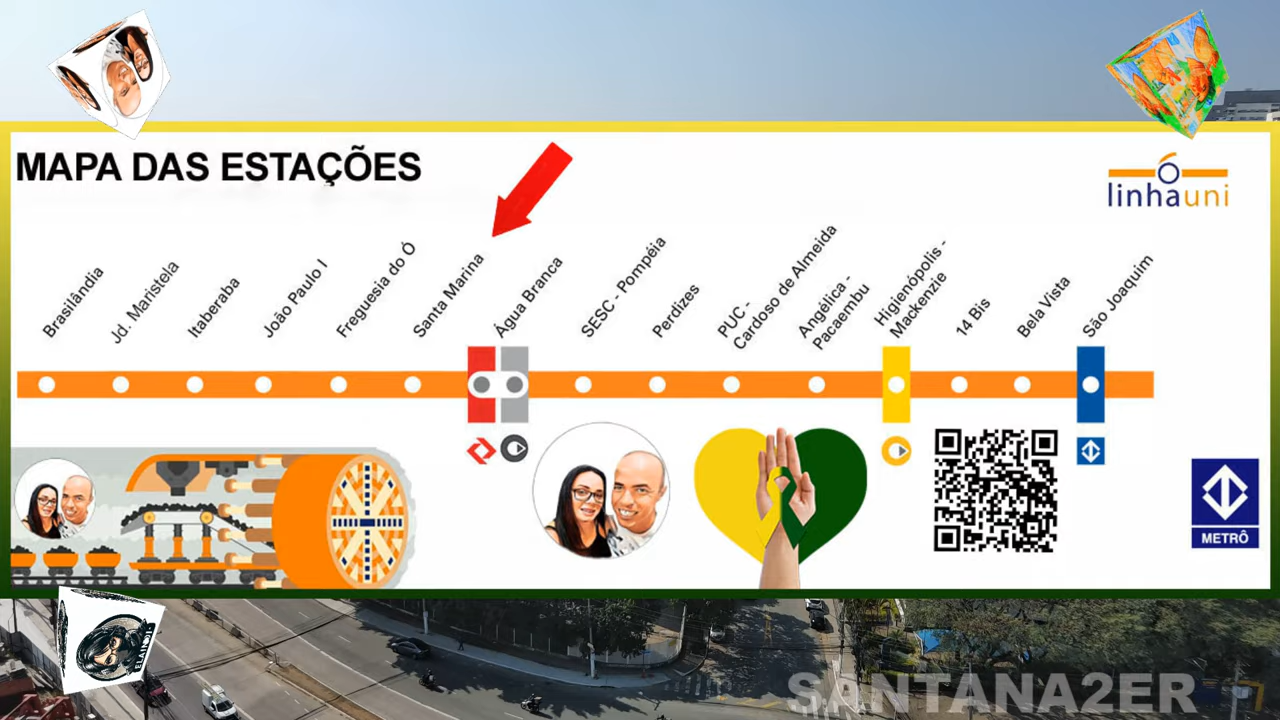 MAPA DAS ESTAÇÕES
linhauni
Brasilândia
Jd. Maristela
Itaberaba
João Paulo I
Freguesia do Ó
Santa Marina
Água Branca
SESC - Pompéia
Perdizes
PUC -
Cardoso de Almeida
Angélica -
Pacaembu
Higienópolis -
Mackenzie
14 Bis
Bela Vista
São Joaquim
METRÔ
SANTANA2ER